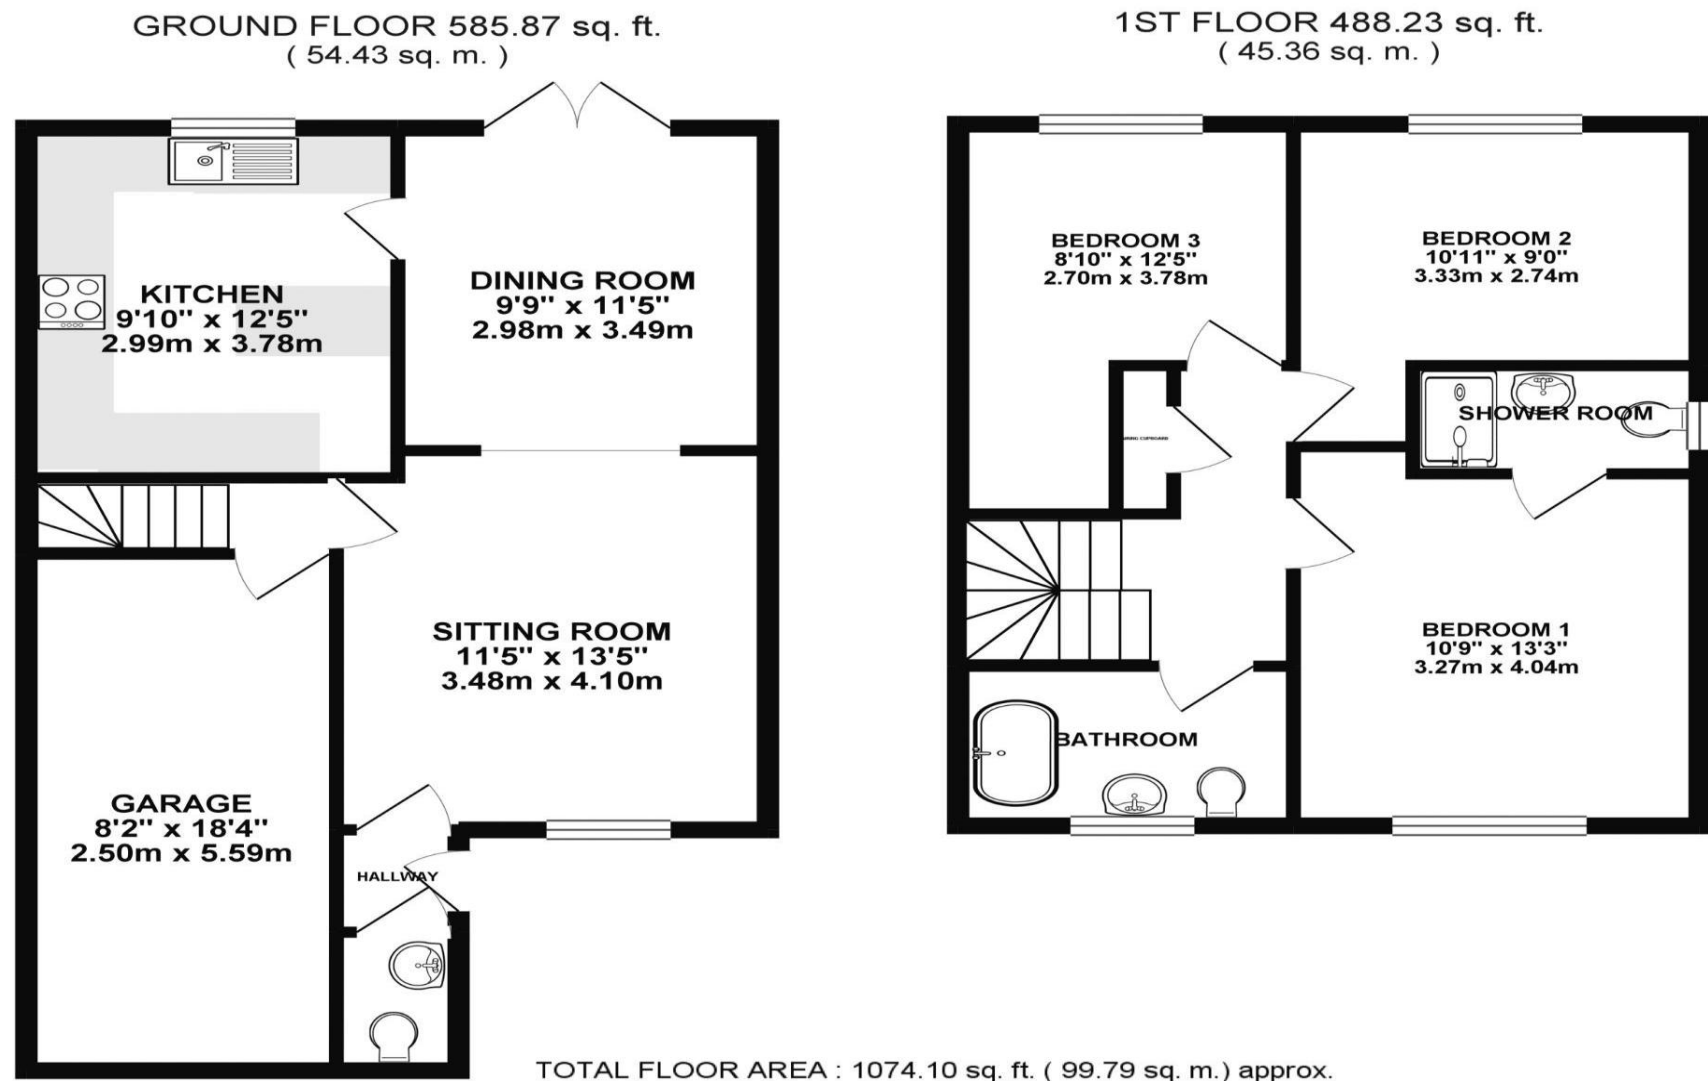 GROUND FLOOR 585.87 sq. ft.
( 54.43 sq. m. )
KITCHEN
9'10" x 12'5"
2.99m x 3.78m
DINING ROOM
9'9" x 11'5"
2.98m x 3.49m
SITTING ROOM
11'5" x 13'5"
3.48m x 4.10m
GARAGE
8'2" x 18'4"
2.50m x 5.59m
HALLWAY
1ST FLOOR 488.23 sq. ft.
( 45.36 sq. m. )
BEDROOM 3
8'10" x 12'5"
2.70m x 3.78m
BEDROOM 2
10'11" x 9'0"
3.33m x 2.74m
SHOWER ROOM
CUPBOARD
BEDROOM 1
10'9" x 13'3"
3.27m x 4.04m
BATHROOM
TOTAL FLOOR AREA : 1074.10 sq. ft. ( 99.79 sq. m.) approx.